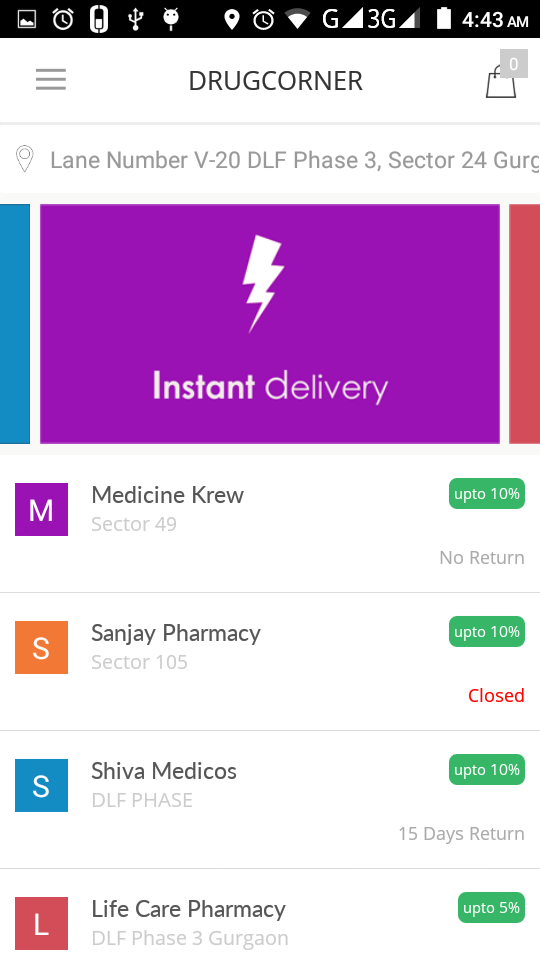 G 3G 4:43 AM
DRUGCORNER
0
Lane Number V-20 DLF Phase 3, Sector 24 Gurg
Instant delivery
M
Medicine Krew
upto 10%
Sector 49
No Return
S
Sanjay Pharmacy
upto 10%
Sector 105
Closed
S
Shiva Medicos
upto 10%
DLF PHASE
15 Days Return
L
Life Care Pharmacy
upto 5%
DLF Phase 3 Gurgaon